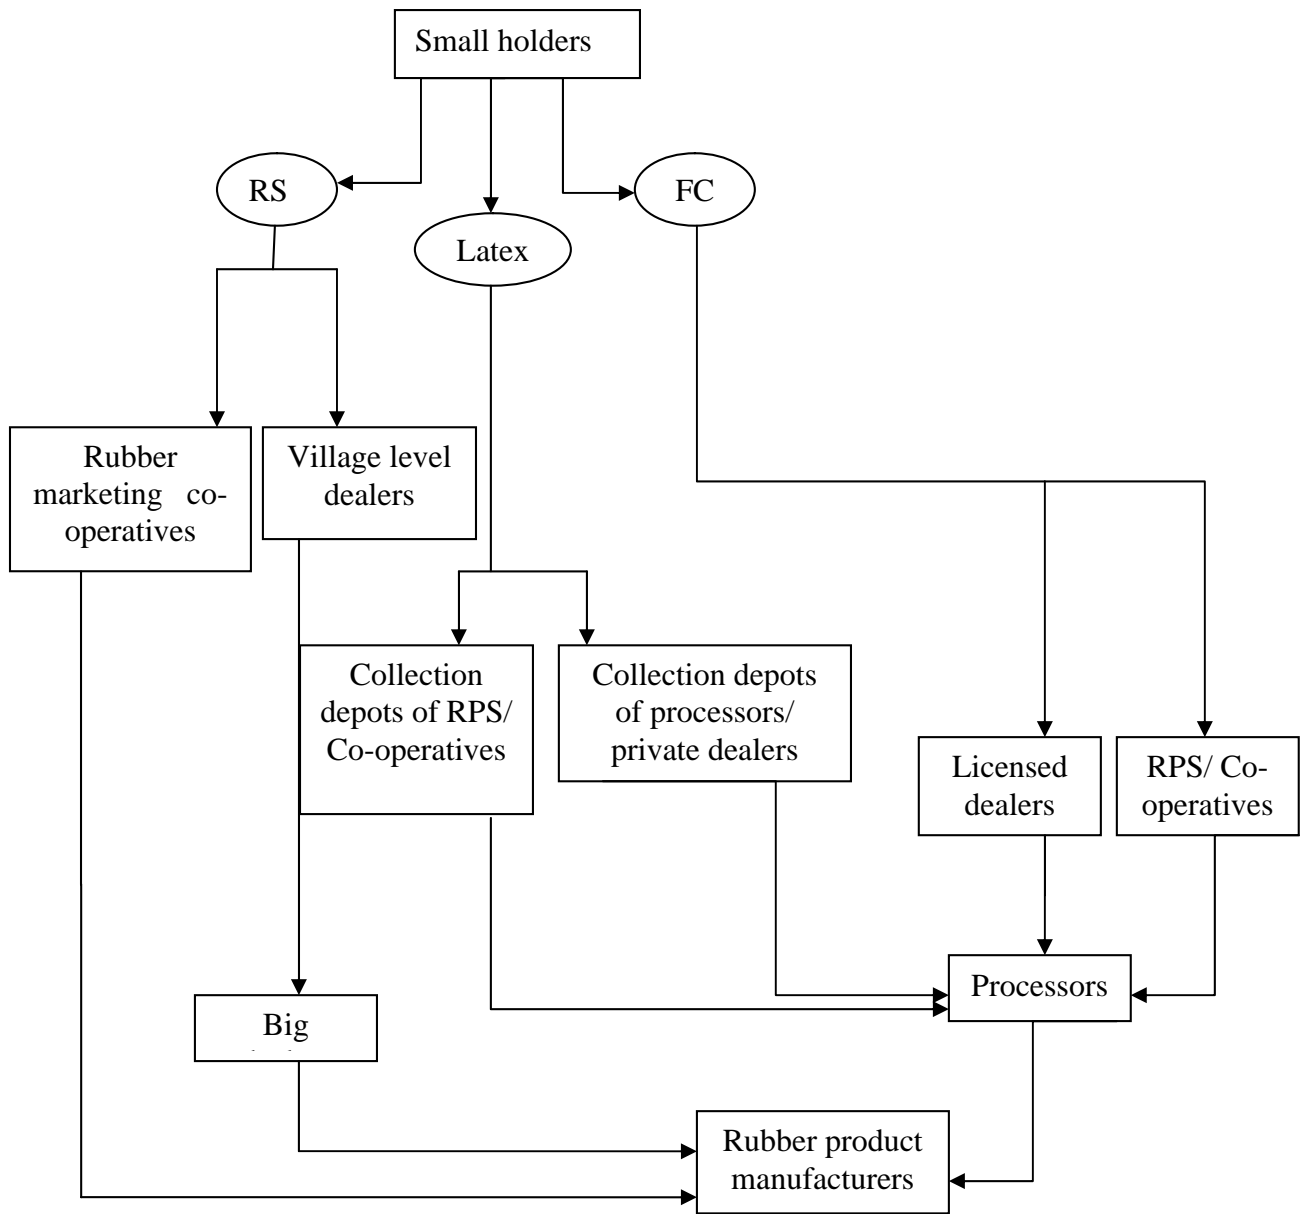 Small holders
RS
FC
Latex
Rubber
marketing co-
operatives
Village level
dealers
Collection
depots of RPS/
Co-operatives
Collection depots
of processors/
private dealers
Licensed
dealers
RPS/ Co-
operatives
Processors
Big
Rubber product
manufacturers